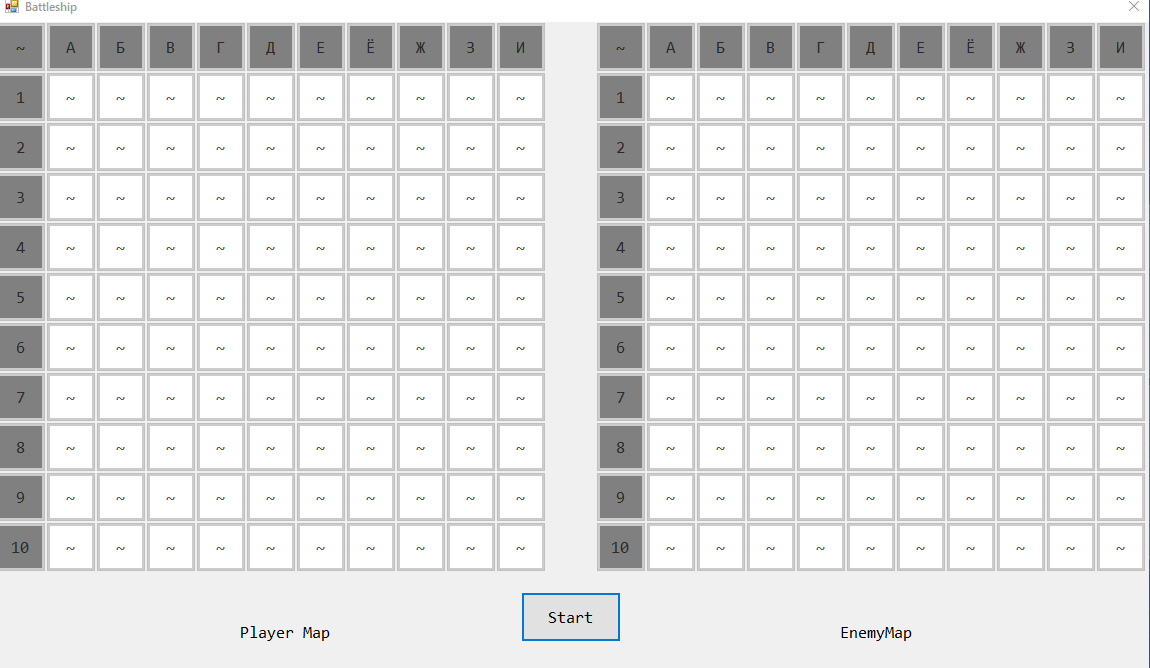 Battleship
~ А Б В Г Д Е Ё Ж З И ~ А Б В Г Д Е Ё Ж З И
1 ~ ~ ~ ~ ~ ~ ~ ~ ~ ~ 1 ~ ~ ~ ~ ~ ~ ~ ~ ~ ~
2 ~ ~ ~ ~ ~ ~ ~ ~ ~ ~ 2 ~ ~ ~ ~ ~ ~ ~ ~ ~ ~
3 ~ ~ ~ ~ ~ ~ ~ ~ ~ ~ 3 ~ ~ ~ ~ ~ ~ ~ ~ ~ ~
4 ~ ~ ~ ~ ~ ~ ~ ~ ~ ~ 4 ~ ~ ~ ~ ~ ~ ~ ~ ~ ~
5 ~ ~ ~ ~ ~ ~ ~ ~ ~ ~ 5 ~ ~ ~ ~ ~ ~ ~ ~ ~ ~
6 ~ ~ ~ ~ ~ ~ ~ ~ ~ ~ 6 ~ ~ ~ ~ ~ ~ ~ ~ ~ ~
7 ~ ~ ~ ~ ~ ~ ~ ~ ~ ~ 7 ~ ~ ~ ~ ~ ~ ~ ~ ~ ~
8 ~ ~ ~ ~ ~ ~ ~ ~ ~ ~ 8 ~ ~ ~ ~ ~ ~ ~ ~ ~ ~
9 ~ ~ ~ ~ ~ ~ ~ ~ ~ ~ 9 ~ ~ ~ ~ ~ ~ ~ ~ ~ ~
10 ~ ~ ~ ~ ~ ~ ~ ~ ~ ~ 10 ~ ~ ~ ~ ~ ~ ~ ~ ~ ~
Start
Player Map
EnemyMap